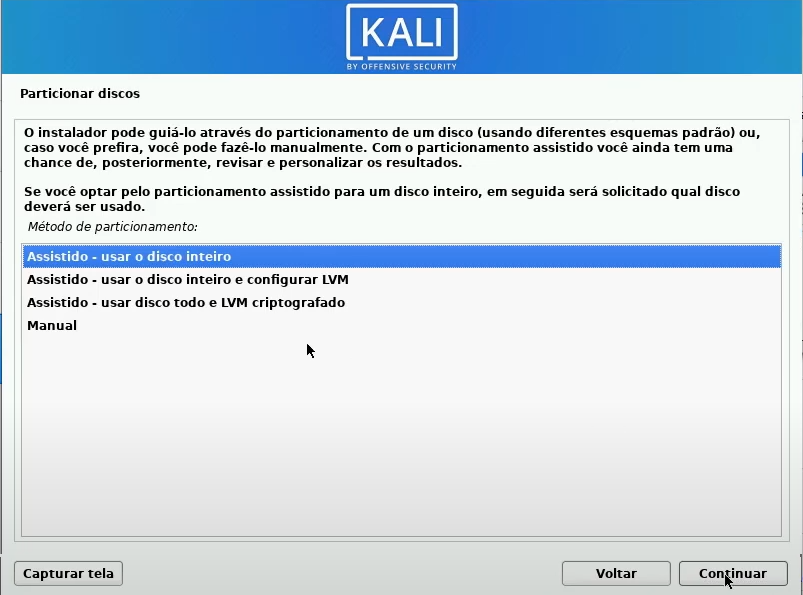 KALI
BY OFFENSIVE SECURITY
Particionar discos
O instalador pode guiá-lo através do particionamento de um disco (usando diferentes esquemas padrão) ou,
caso você prefira, você pode fazê-lo manualmente. Com o particionamento assistido você ainda tem uma
chance de, posteriormente, revisar e personalizar os resultados.
Se você optar pelo particionamento assistido para um disco inteiro, em seguida será solicitado qual disco
deverá ser usado.
Método de particionamento:
Assistido - usar o disco inteiro
Assistido - usar o disco inteiro e configurar LVM
Assistido - usar disco todo e LVM criptografado
Manual
Capturar tela
Voltar
Continuar